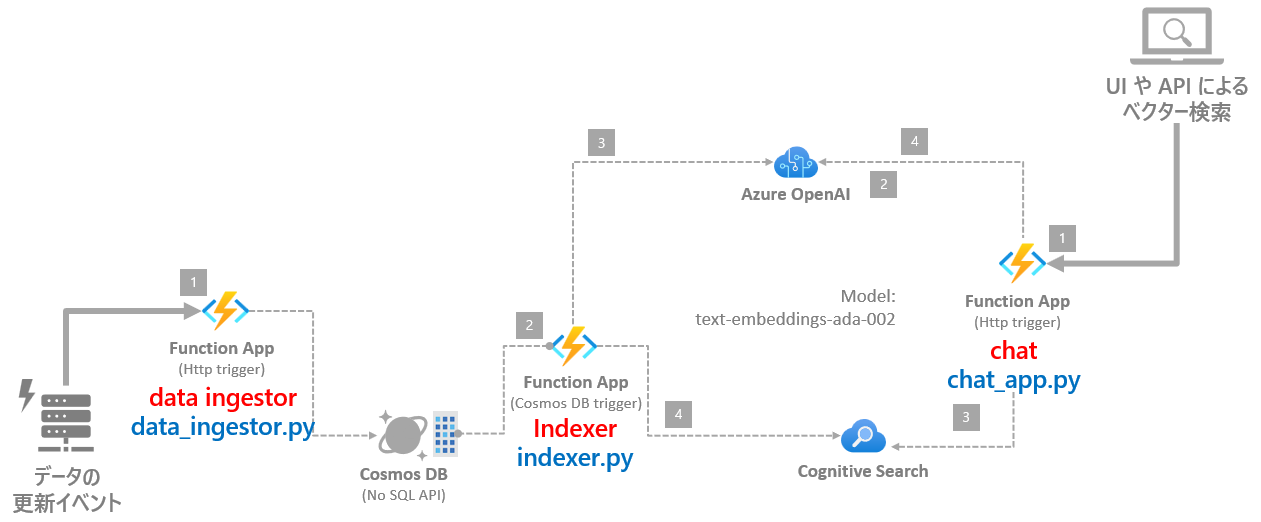 UI や API による
ベクター検索
3
4
Azure OpenAI
2
1
1
Model:
text-embeddings-ada-002
Function App
(Http trigger)
chat
chat_app.py
2
Function App
(Http trigger)
data ingestor
data_ingestor.py
Function App
(Cosmos DB trigger)
Indexer
indexer.py
4
3
データの
更新イベント
Cosmos DB
(No SQL API)
Cognitive Search